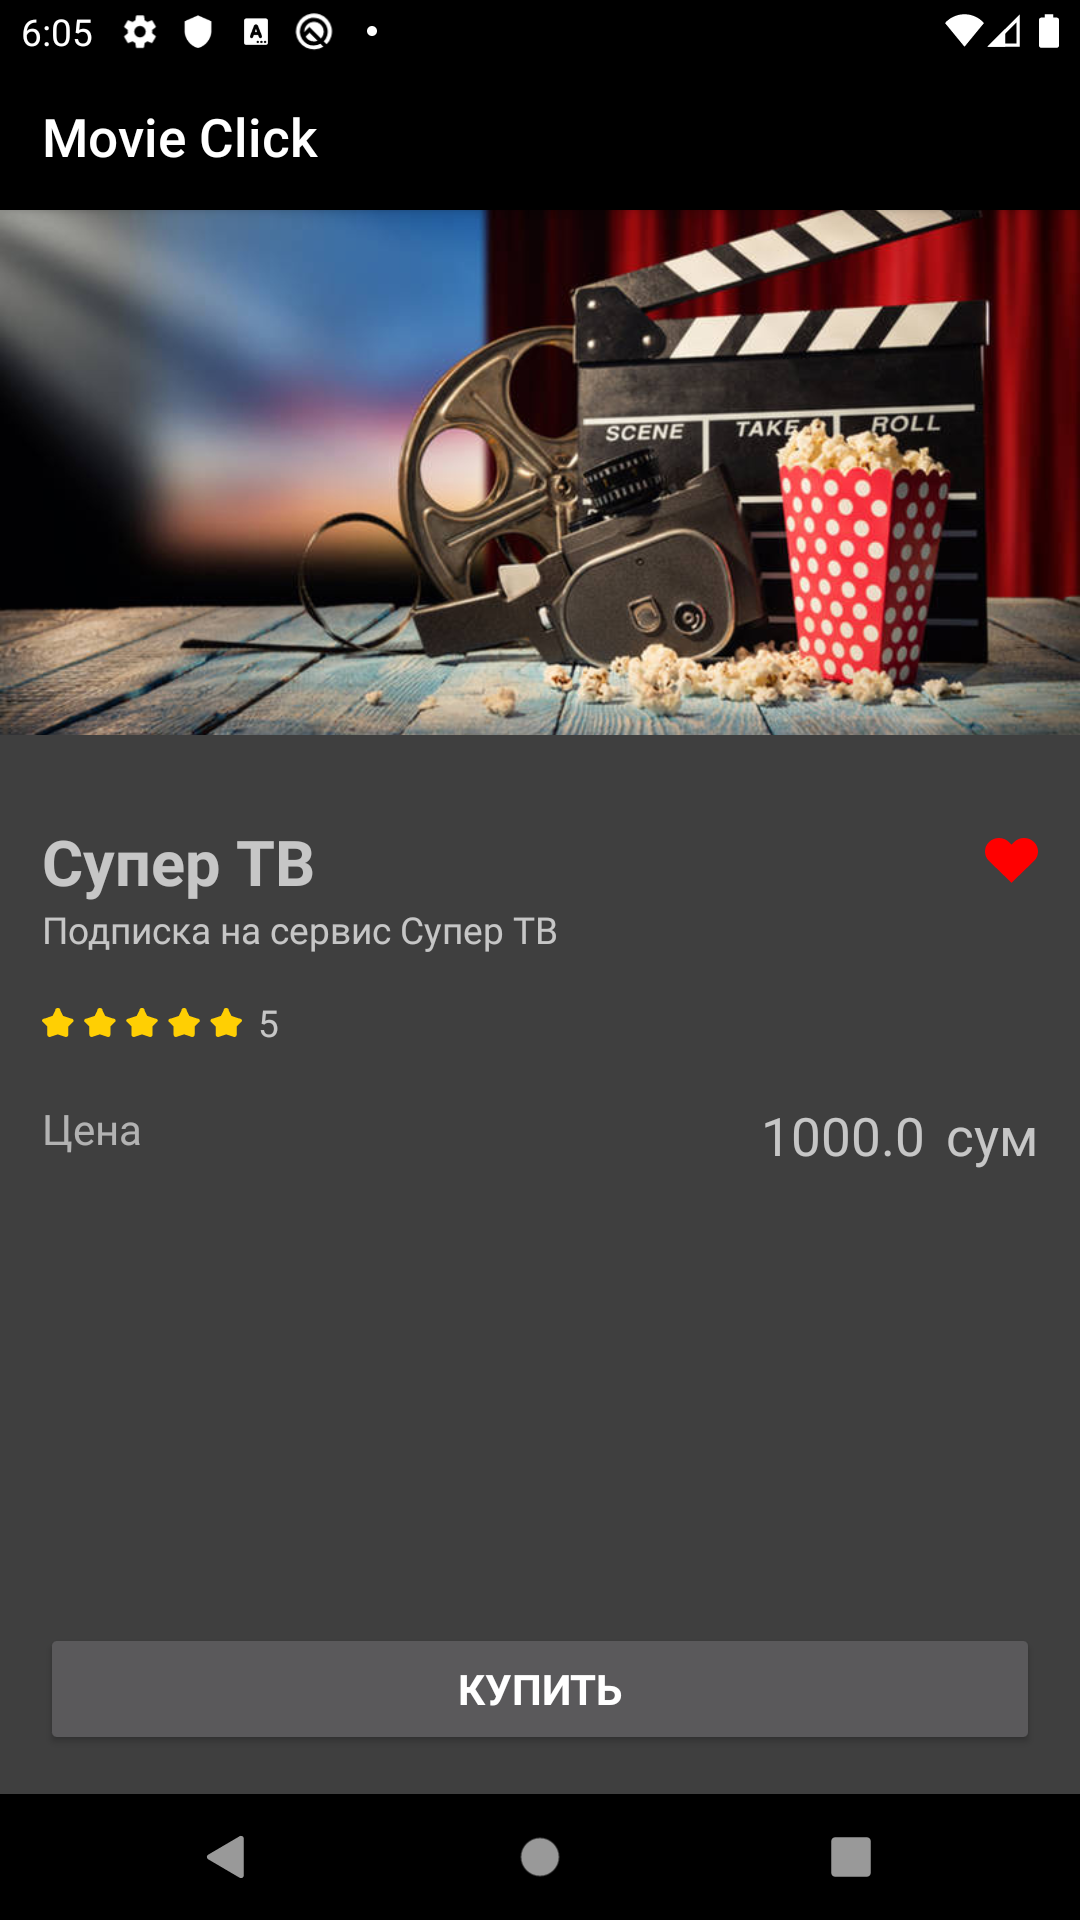 6:05
Movie Click
SCENE TAKE ROLL
Супер ТВ
Подписка на сервис Супер ТВ
5
Цена 1000.0 сум
КУПИТЬ